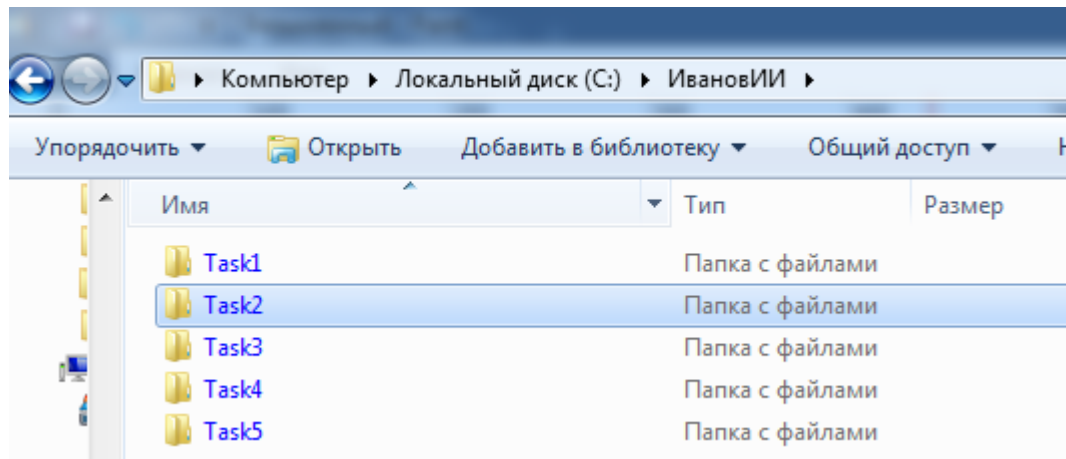 Компьютер ▸ Локальный диск (C:) ▸ ИвановИИ ▸
Упорядочить Открыть Добавить в библиотеку Общий доступ
Имя Тип Размер
Task1 Папка с файлами
Task2 Папка с файлами
Task3 Папка с файлами
Task4 Папка с файлами
Task5 Папка с файлами